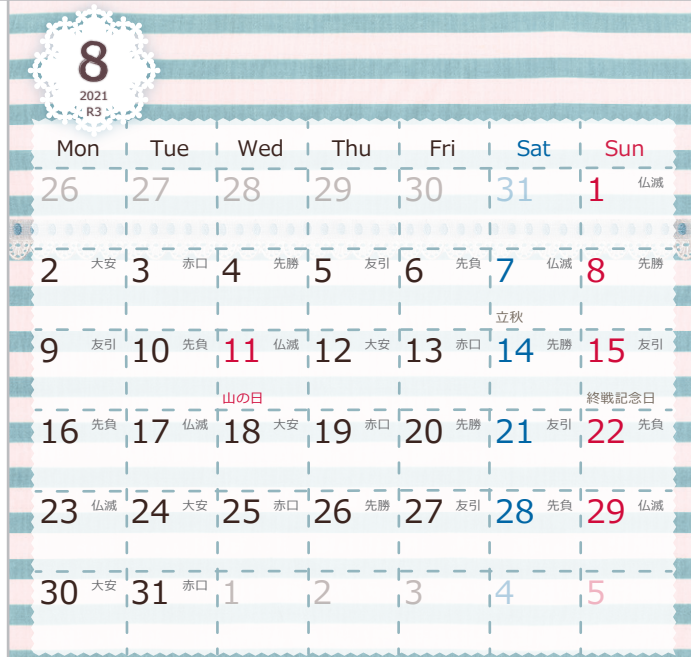 8
2021
R3
Mon Tue Wed Thu Fri Sat Sun
26 27 28 29 30 31 1 仏滅
2 大安 3 赤口 4 先勝 5 友引 6 先負 7 仏滅 8 先勝
立秋
9 友引 10 先負 11 仏滅 12 大安 13 赤口 14 先勝 15 友引
山の日 終戦記念日
16 先負 17 仏滅 18 大安 19 赤口 20 先勝 21 友引 22 先負
23 仏滅 24 大安 25 赤口 26 先勝 27 友引 28 先負 29 仏滅
30 大安 31 赤口 1 2 3 4 5